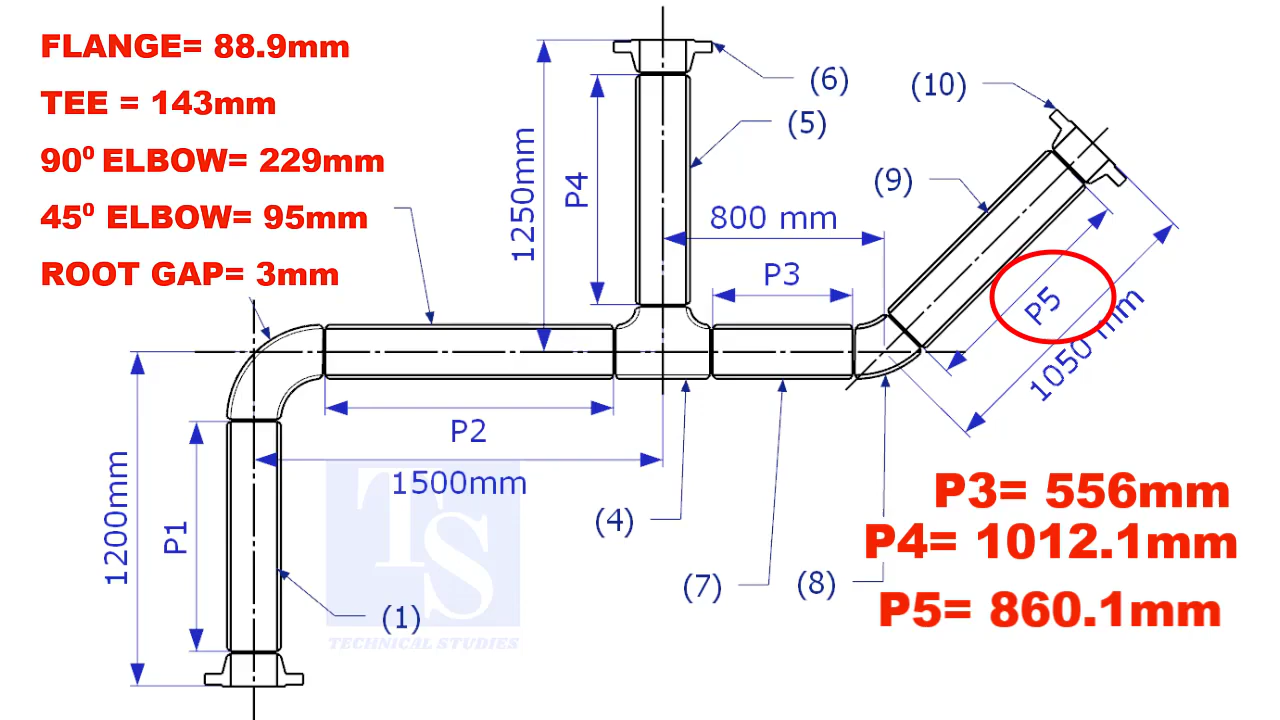 FLANGE= 88.9mm
TEE = 143mm
90⁰ ELBOW= 229mm
45⁰ ELBOW= 95mm
ROOT GAP= 3mm
(6)
(10)
(5)
1250mm
P4
(9)
800 mm
P3
P5
1050 mm
P2
1500mm
1200mm
P1
(4)
(7)
(8)
(1)
TS
TECHNICAL STUDIES
P3= 556mm
P4= 1012.1mm
P5= 860.1mm